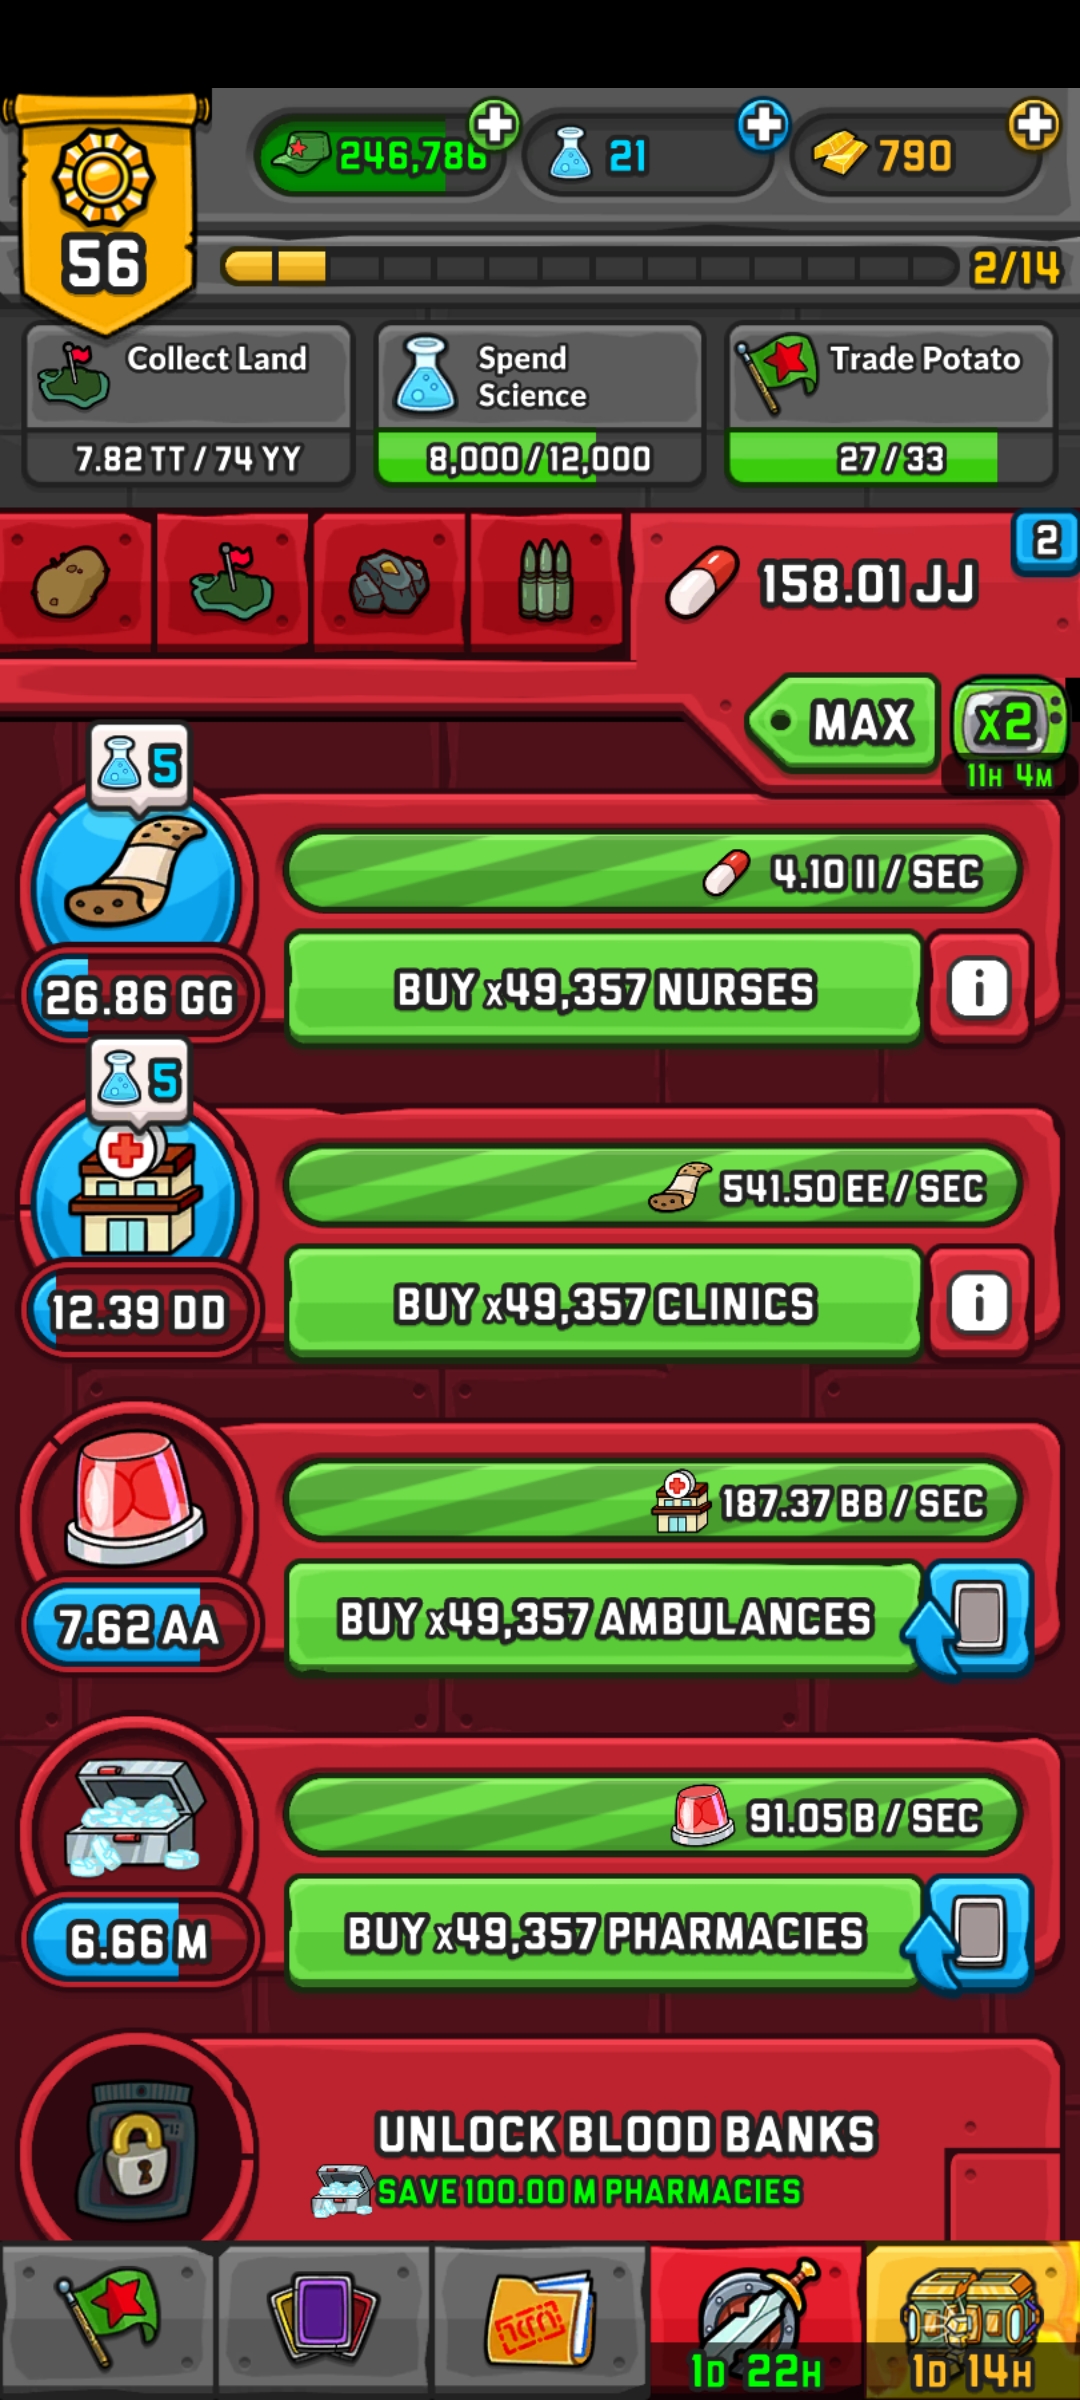 56
246,786
21
790
2/14
Collect Land
7.82 TT / 74 YY
Spend
Science
8,000 / 12,000
Trade Potato
27 / 33
158.01 JJ
2
MAX
x2
11H 4M
5
4.10 II / SEC
26.86 GG
BUY x49,357 NURSES
i
5
541.50 EE / SEC
12.39 DD
BUY x49,357 CLINICS
i
187.37 BB / SEC
7.62 AA
BUY x49,357 AMBULANCES
91.05 B / SEC
6.66 M
BUY x49,357 PHARMACIES
UNLOCK BLOOD BANKS
SAVE 100.00 M PHARMACIES
1D 22H
1D 14H